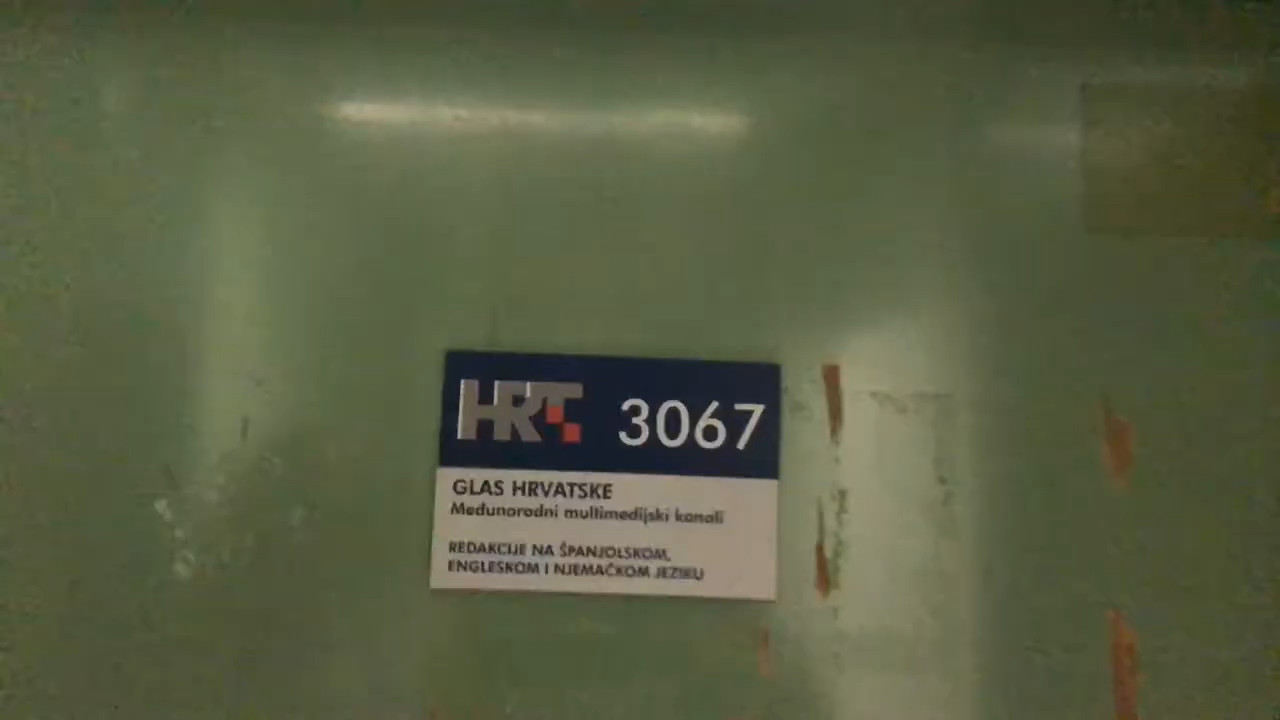 HRT 3067
GLAS HRVATSKE
Međunarodni multimedijski kanali
REDAKCIJE NA ŠPANJOLSKOM,
ENGLESKOM I NJEMAČKOM JEZIKU